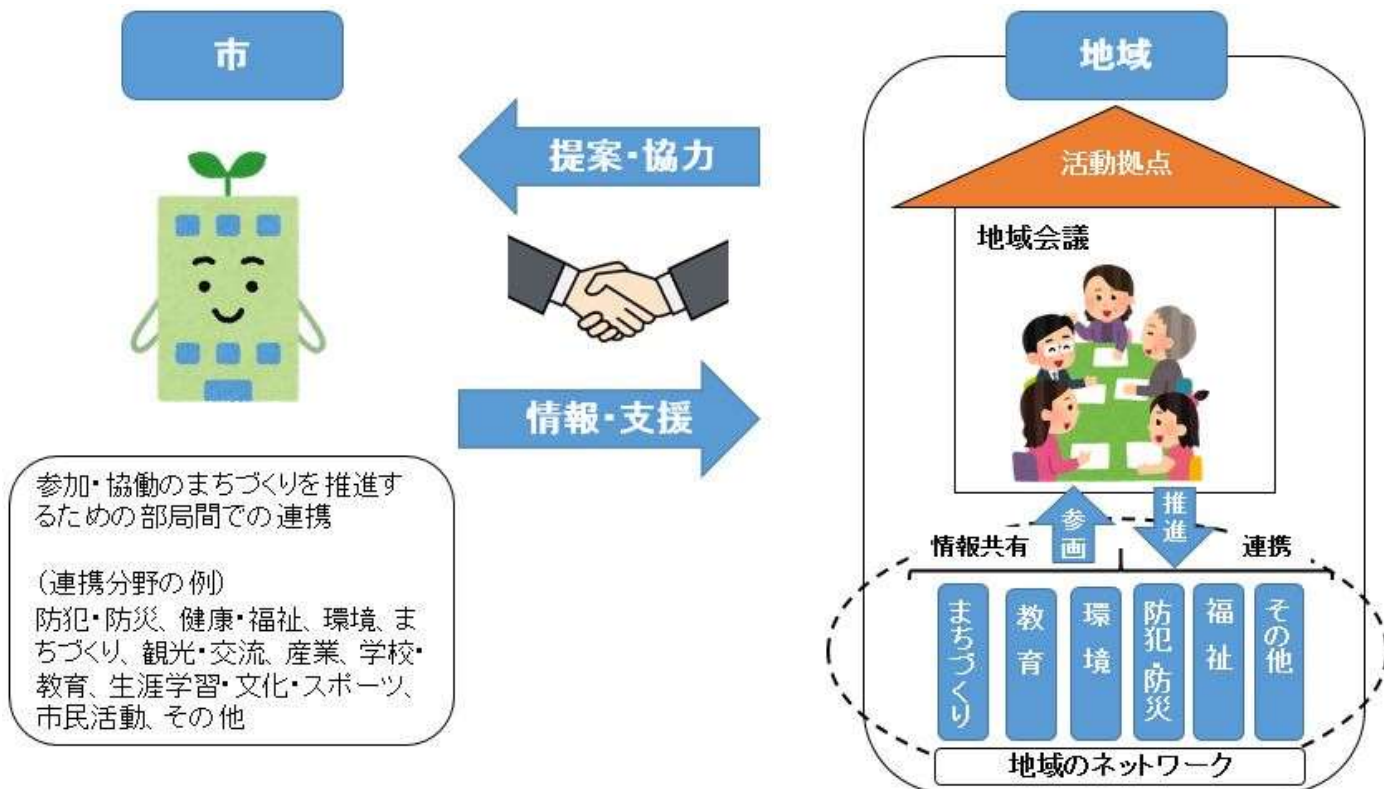 市
地域
提案・協力
情報・支援
活動拠点
地域会議
参加・協働のまちづくりを推進す
るための部局間での連携
（連携分野の例）
防犯・防災、健康・福祉、環境、ま
ちづくり、観光・交流、産業、学校・
教育、生涯学習・文化・スポーツ、
市民活動、その他
参画
推進
情報共有
連携
まちづくり
教育
環境
防犯・防災
福祉
その他
地域のネットワーク